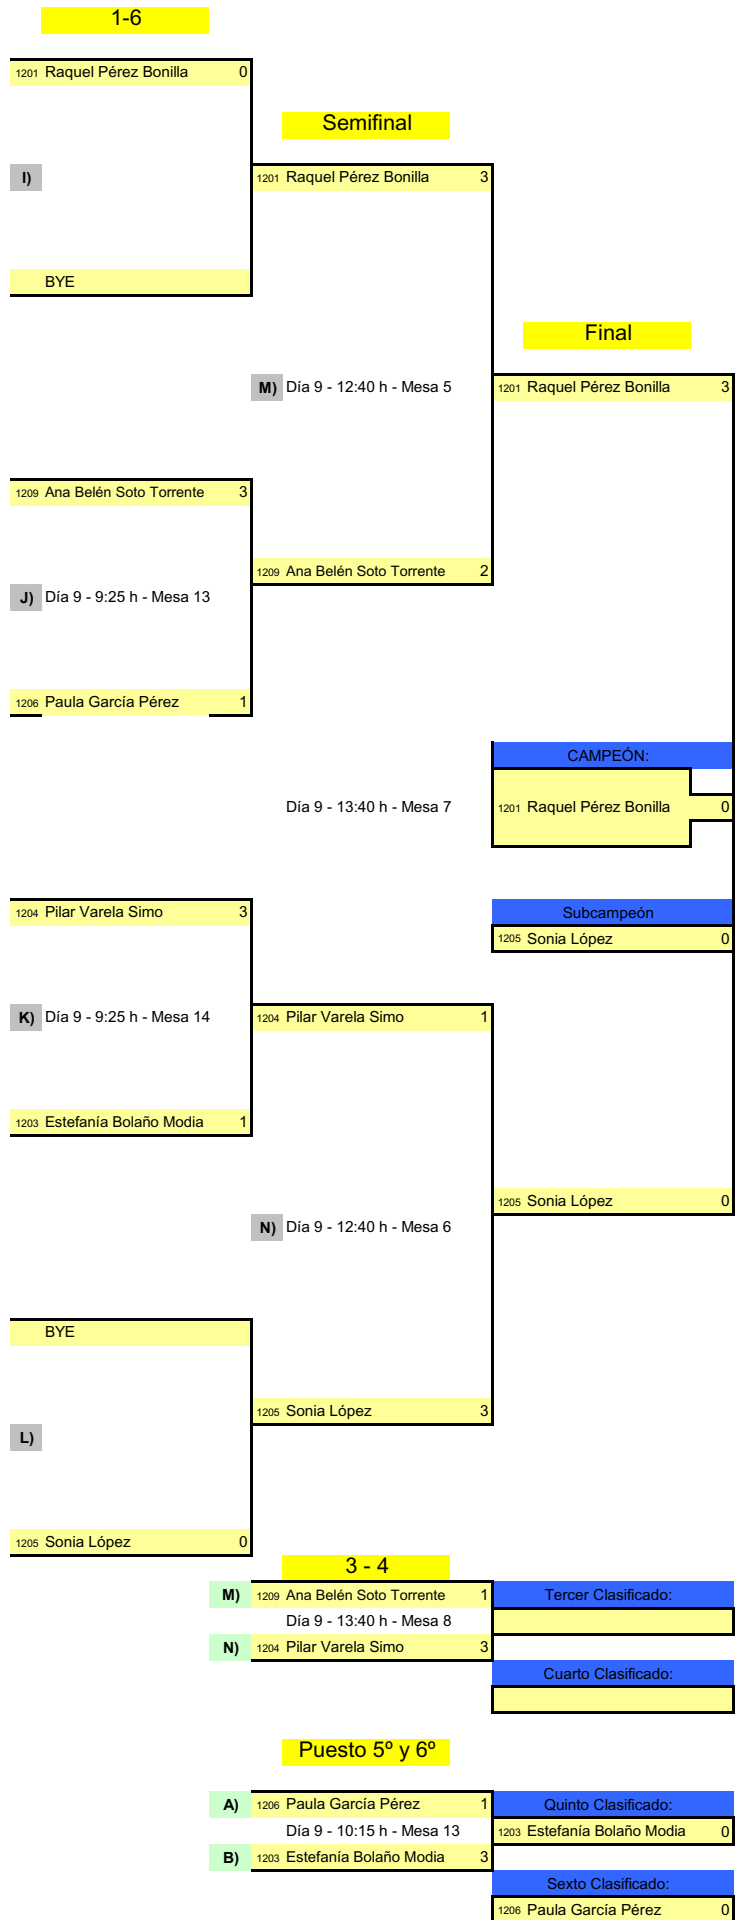 1-6
1201 Raquel Pérez Bonilla 0
Semifinal
I)
1201 Raquel Pérez Bonilla 3
BYE
Final
M) Día 9 - 12:40 h - Mesa 5
1201 Raquel Pérez Bonilla 3
1209 Ana Belén Soto Torrente 3
1209 Ana Belén Soto Torrente 2
J) Día 9 - 9:25 h - Mesa 13
1206 Paula García Pérez 1
CAMPEÓN:
Día 9 - 13:40 h - Mesa 7
1201 Raquel Pérez Bonilla 0
1204 Pilar Varela Simo 3
Subcampeón
1205 Sonia López 0
K) Día 9 - 9:25 h - Mesa 14
1204 Pilar Varela Simo 1
1203 Estefanía Bolaño Modia 1
1205 Sonia López 0
N) Día 9 - 12:40 h - Mesa 6
BYE
1205 Sonia López 3
L)
1205 Sonia López 0
3 - 4
M) 1209 Ana Belén Soto Torrente 1
Tercer Clasificado:
Día 9 - 13:40 h - Mesa 8
N) 1204 Pilar Varela Simo 3
Cuarto Clasificado:
Puesto 5º y 6º
A) 1206 Paula García Pérez 1
Quinto Clasificado:
Día 9 - 10:15 h - Mesa 13
1203 Estefanía Bolaño Modia 0
B) 1203 Estefanía Bolaño Modia 3
Sexto Clasificado:
1206 Paula García Pérez 0